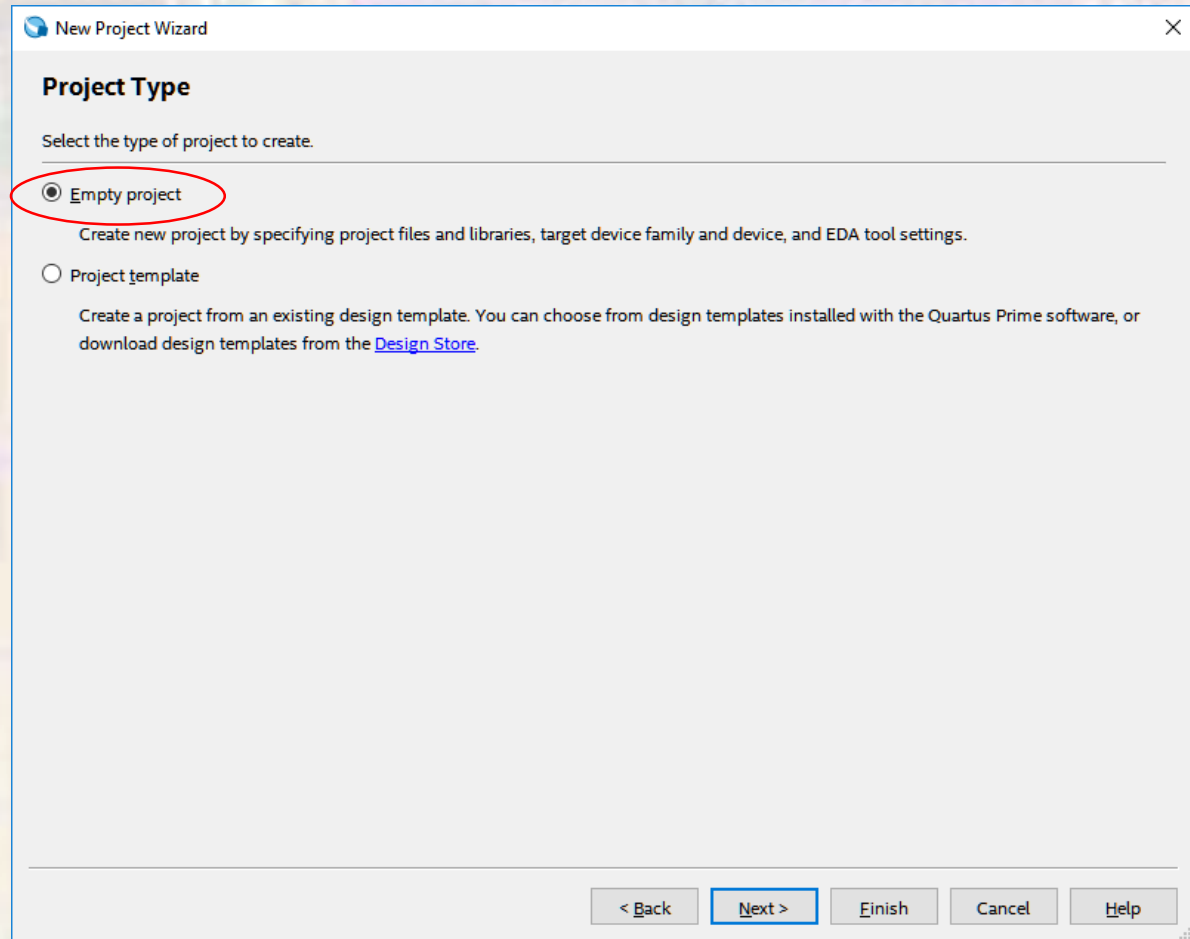 New Project Wizard
Project Type
Select the type of project to create.
Empty project
Create new project by specifying project files and libraries, target device family and device, and EDA tool settings.
Project template
Create a project from an existing design template. You can choose from design templates installed with the Quartus Prime software, or
download design templates from the Design Store.
< Back Next > Finish Cancel Help